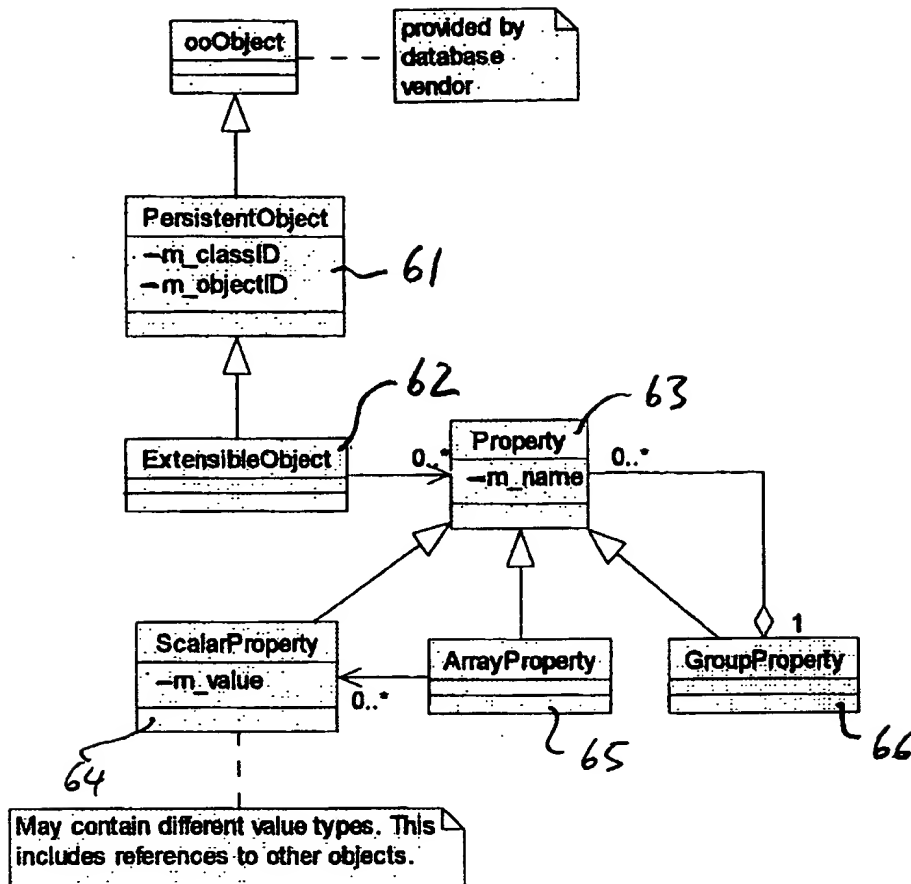 ooObject
provided by
database
vendor
PersistentObject
–m_classID
–m_objectID
61
62
ExtensibleObject
0..*
Property
–m_name
63
0..*
ScalarProperty
–m_value
0..*
ArrayProperty
1
GroupProperty
64
65
66
May contain different value types. This
includes references to other objects.